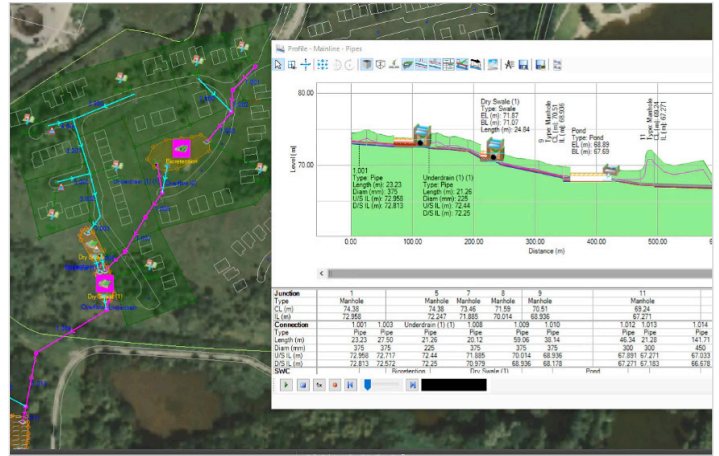 Profile - Mainline - Pipes
80.00
70.00
Level (m)
Dry Swale (1)
Type: Swale
EL (m): 71.87
BL (m): 71.07
Length (m): 24.84
9
Type: Manhole
CL (m): 70.51
IL (m): 68.936
Pond
Type: Pond
EL (m): 68.89
BL (m): 67.69
11
Type: Manhole
CL (m): 69.24
IL (m): 67.271
1.001
Type: Pipe
Length (m): 23.23
Diam (mm): 375
U/S IL (m): 72.958
D/S IL (m): 72.813
Underdrain (1) (1)
Type: Pipe
Length (m): 21.26
Diam (mm): 225
U/S IL (m): 72.44
D/S IL (m): 72.25
0.00 100.00 200.00 300.00 400.00 500.00
Distance (m)
Junction 1 5 7 8 9 11
Type Manhole Manhole Manhole Manhole Manhole Manhole
CL (m) 74.38 74.38 73.46 71.59 70.51 69.24
IL (m) 72.958 72.247 71.885 70.014 68.936 67.271
Connection 1.001 1.003 Underdrain (1) (1) 1.008 1.009 1.010 1.012 1.013 1.014
Type Pipe Pipe Pipe Pipe Pipe Pipe Pipe Pipe Pipe
Length (m) 23.23 27.50 21.26 20.12 59.06 38.14 46.34 21.28 141.71
Diam (mm) 375 375 225 375 375 375 300 300 450
U/S IL (m) 72.958 72.717 72.44 71.885 70.014 68.936 67.891 67.271 67.033
D/S IL (m) 72.813 72.572 72.25 70.979 68.936 68.178 67.271 67.183 66.678
SWC Bioretention Dry Swale (1) Pond
1x
Bioretention
Dry Swale (1)